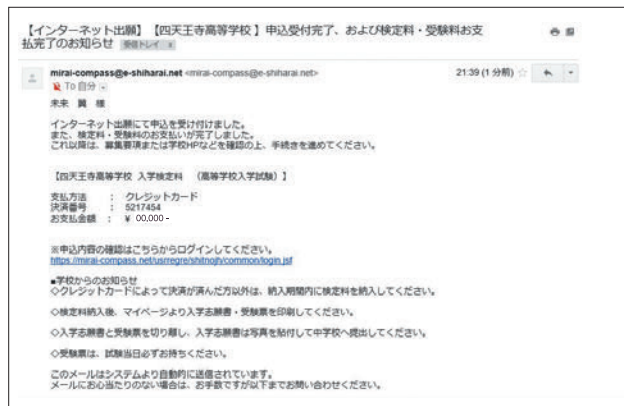 【インターネット出願】【四天王寺高等学校 】申込受付完了、および検定料・受験料お支
払完了のお知らせ 受信トレイ x
mirai-compass@e-shiharai.net <mirai-compass@e-shiharai.net>
21:39 (1 分前)
To 自分
未来 翼 様
インターネット出願にて申込を受け付けました。
また、検定料・受験料のお支払いが完了しました。
これ以降は、募集要項または学校HPなどを確認の上、手続きを進めてください。
【四天王寺高等学校 入学検定料 （高等学校入学試験）】
支払方法 ： クレジットカード
決済番号 ： 5217454
お支払金額 ： ￥ 00,000 -
※申込内容の確認はこちらからログインしてください。
https://mirai-compass.net/usr/regre/shitnojh/common/login.jsf
■学校からのお知らせ
◇クレジットカードによって決済が済んだ方以外は、納入期間内に検定料を納入してください。
◇検定料納入後、マイページより入学志願書・受験票を印刷してください。
◇入学志願書と受験票を切り離し、入学志願書は写真を貼付して中学校へ提出してください。
◇受験票は、試験当日必ずお持ちください。
このメールはシステムより自動的に送信されています。
メールにお心当たりのない場合は、お手数ですが以下までお問い合わせください。